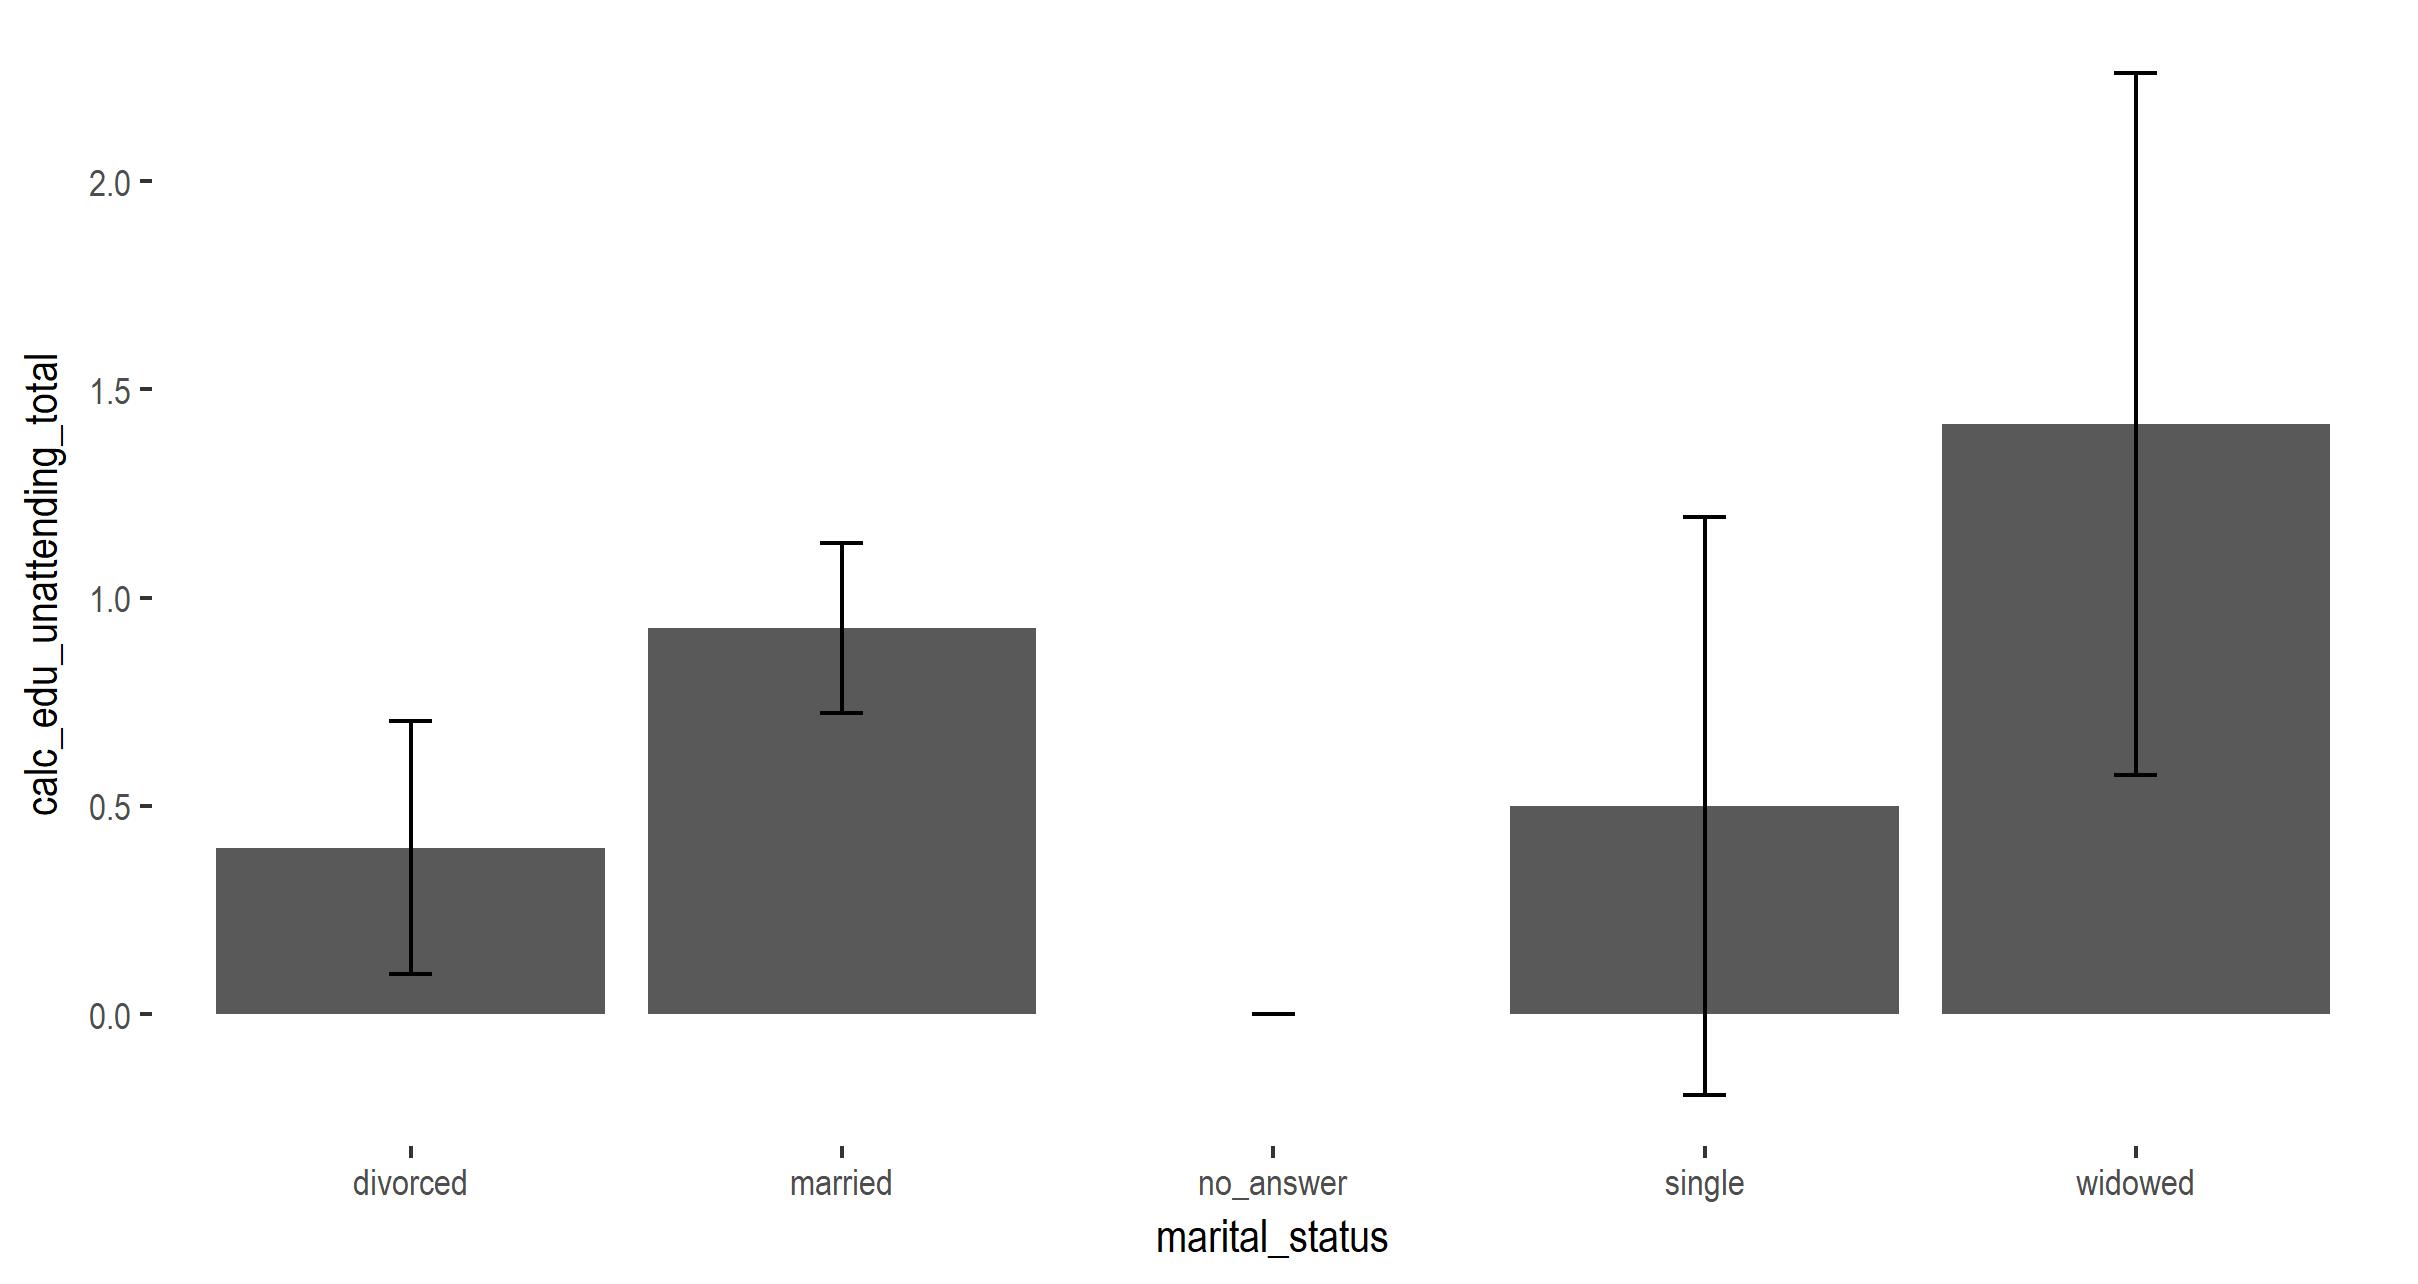 calc_edu_unattending_total
2.0
1.5
1.0
0.5
0.0
divorced married no_answer single widowed
marital_status